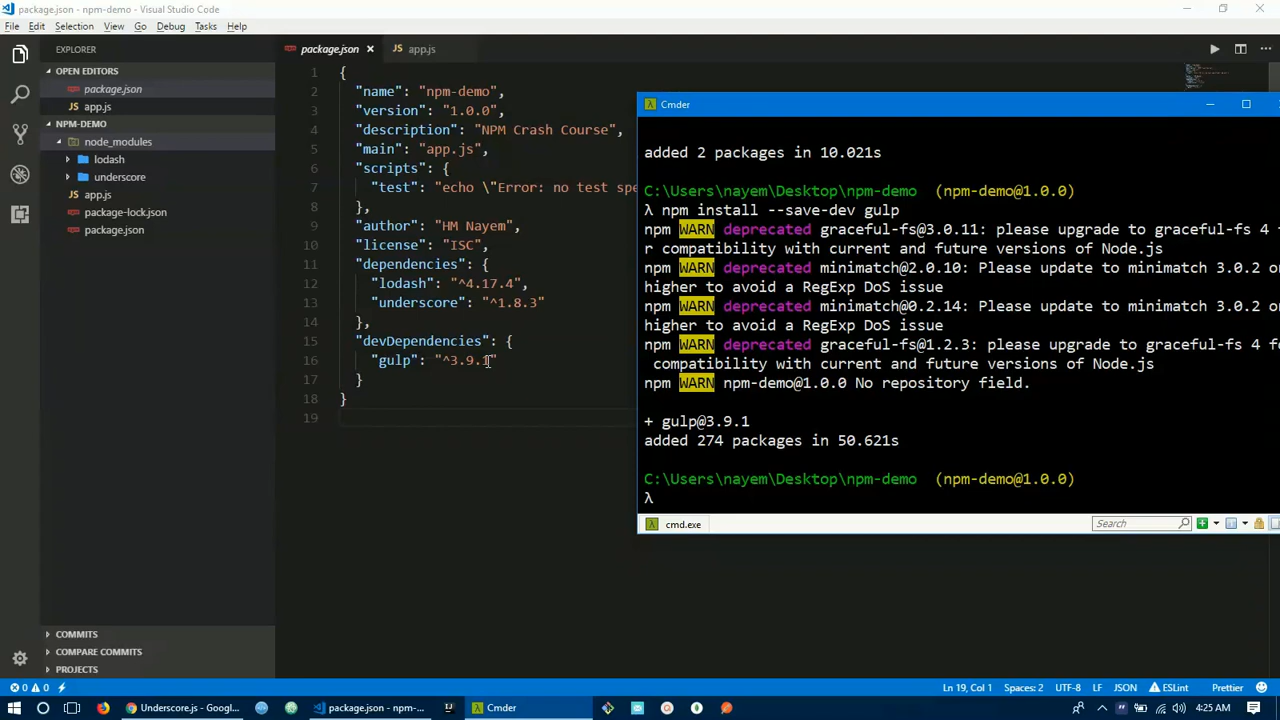 package.json - npm-demo - Visual Studio Code
File Edit Selection View Go Debug Tasks Help
EXPLORER
OPEN EDITORS
package.json
app.js
NPM-DEMO
node_modules
lodash
underscore
app.js
package-lock.json
package.json
COMMITS
COMPARE COMMITS
PROJECTS
package.json app.js
1 {
2 "name": "npm-demo",
3 "version": "1.0.0",
4 "description": "NPM Crash Course",
5 "main": "app.js",
6 "scripts": {
7 "test": "echo \"Error: no test spe
8 },
9 "author": "HM Nayem",
10 "license": "ISC",
11 "dependencies": {
12 "lodash": "^4.17.4",
13 "underscore": "^1.8.3"
14 },
15 "devDependencies": {
16 "gulp": "^3.9.1"
17 }
18 }
19
Cmder
added 2 packages in 10.021s
C:\Users\nayem\Desktop\npm-demo (npm-demo@1.0.0)
λ npm install --save-dev gulp
npm WARN deprecated graceful-fs@3.0.11: please upgrade to graceful-fs 4
r compatibility with current and future versions of Node.js
npm WARN deprecated minimatch@2.0.10: Please update to minimatch 3.0.2 o
higher to avoid a RegExp DoS issue
npm WARN deprecated minimatch@0.2.14: Please update to minimatch 3.0.2 o
higher to avoid a RegExp DoS issue
npm WARN deprecated graceful-fs@1.2.3: please upgrade to graceful-fs 4 f
compatibility with current and future versions of Node.js
npm WARN npm-demo@1.0.0 No repository field.
+ gulp@3.9.1
added 274 packages in 50.621s
C:\Users\nayem\Desktop\npm-demo (npm-demo@1.0.0)
λ
cmd.exe Search
0 0 Ln 19, Col 1 Spaces: 2 UTF-8 LF JSON ESLint Prettier
Underscore.js - Googl... package.json - npm-... Cmder 4:25 AM